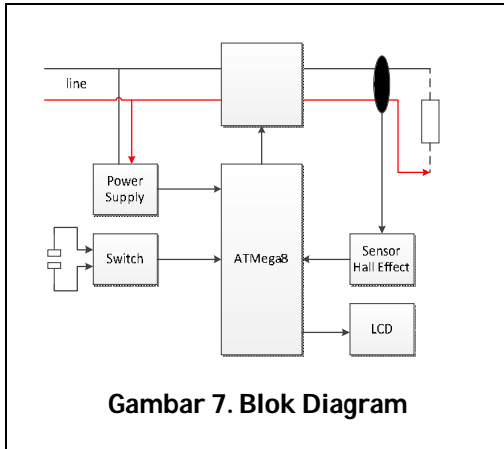 line
Power
Supply
Switch
ATMega8
Sensor
Hall Effect
LCD
Gambar 7. Blok Diagram